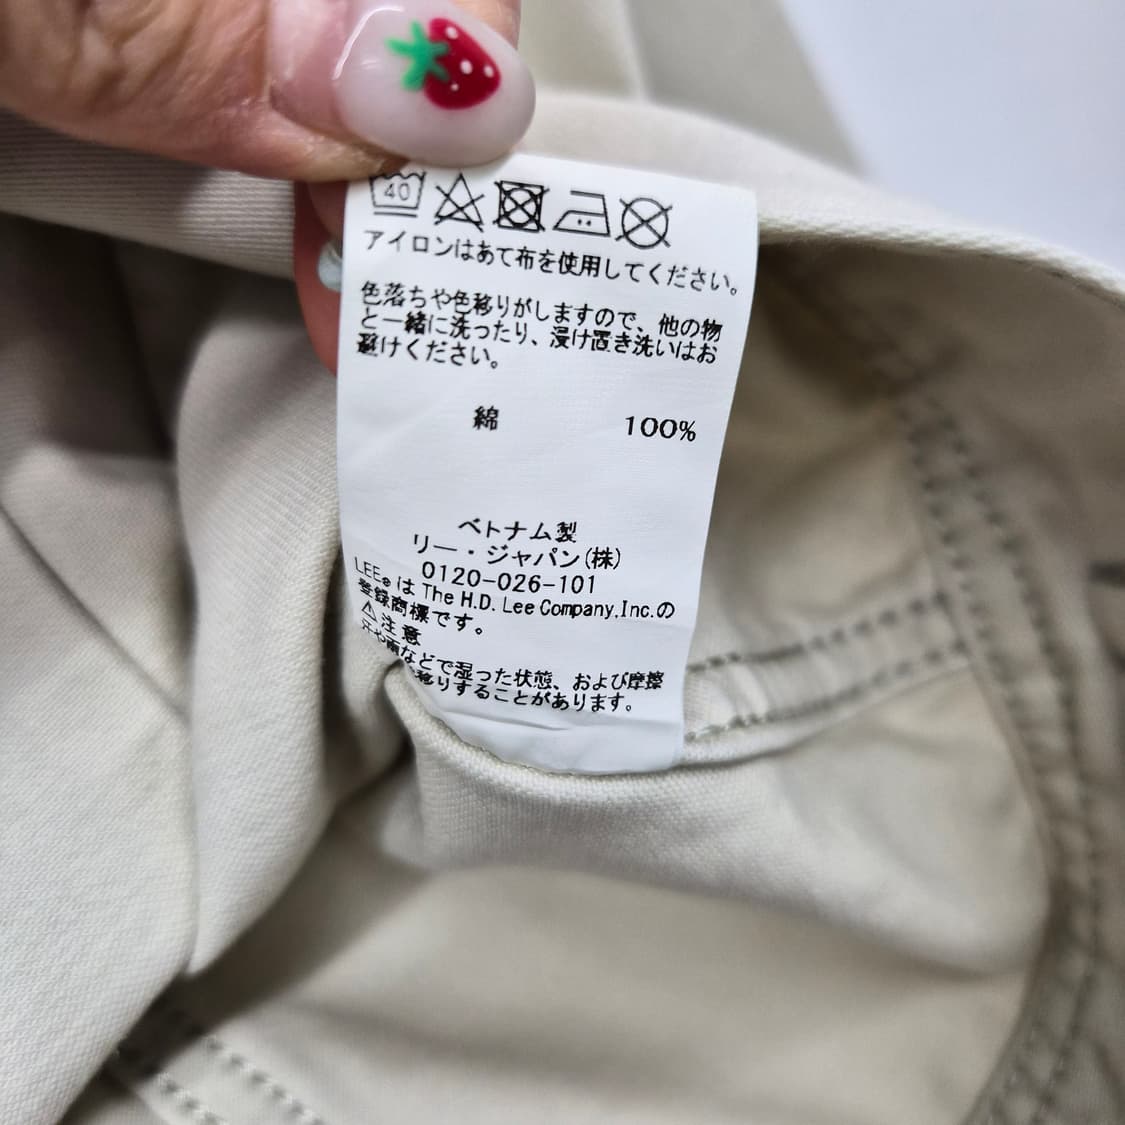 40
アイロンはあて布を使用してください。
色落ちや色移りがしますので、他の物
と一緒に洗ったり、浸け置き洗いはお
避けください。
綿 100%
ベトナム製
リー・ジャパン(株)
0120-026-101
LEE®は The H.D. Lee Company,Inc.の
登録商標です。
⚠注意
汗や雨などで湿った状態、および摩擦
移りすることがあります。